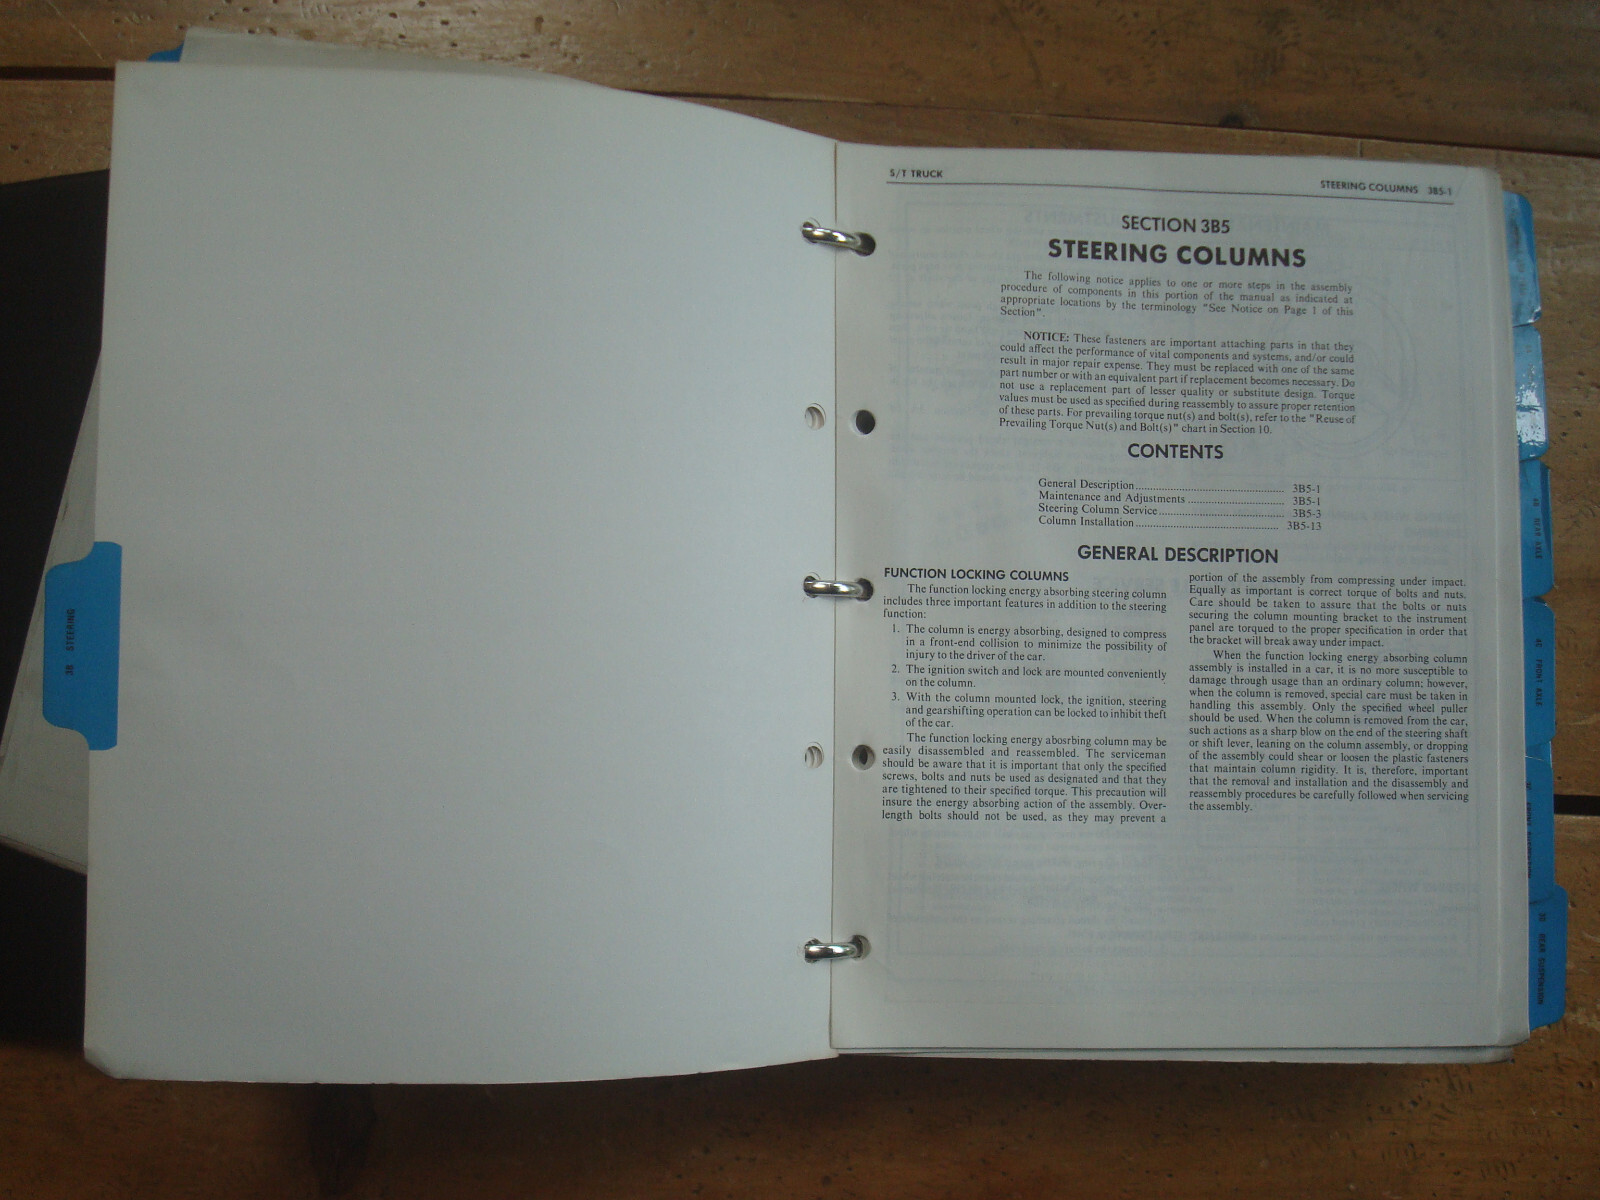 3B STEERING
S/T TRUCK
STEERING COLUMNS 3B5-1
SECTION 3B5
STEERING COLUMNS
The following notice applies to one or more steps in the assembly
procedure of components in this portion of the manual as indicated at
appropriate locations by the terminology "See Notice on Page 1 of this
Section".
NOTICE: These fasteners are important attaching parts in that they
could affect the performance of vital components and systems, and/or could
result in major repair expense. They must be replaced with one of the same
part number or with an equivalent part if replacement becomes necessary. Do
not use a replacement part of lesser quality or substitute design. Torque
values must be used as specified during reassembly to assure proper retention
of these parts. For prevailing torque nut(s) and bolt(s), refer to the "Reuse of
Prevailing Torque Nut(s) and Bolt(s)" chart in Section 10.
CONTENTS
General Description.................................................... 3B5-1
Maintenance and Adjustments .................................. 3B5-1
Steering Column Service............................................ 3B5-3
Column Installation.................................................. 3B5-13
GENERAL DESCRIPTION
FUNCTION LOCKING COLUMNS
The function locking energy absorbing steering column
includes three important features in addition to the steering
function:
1. The column is energy absorbing, designed to compress
in a front-end collision to minimize the possibility of
injury to the driver of the car.
2. The ignition switch and lock are mounted conveniently
on the column.
3. With the column mounted lock, the ignition, steering
and gearshifting operation can be locked to inhibit theft
of the car.
The function locking energy abosrbing column may be
easily disassembled and reassembled. The serviceman
should be aware that it is important that only the specified
screws, bolts and nuts be used as designated and that they
are tightened to their specified torque. This precaution will
insure the energy absorbing action of the assembly. Over-
length bolts should not be used, as they may prevent a
portion of the assembly from compressing under impact.
Equally as important is correct torque of bolts and nuts.
Care should be taken to assure that the bolts or nuts
securing the column mounting bracket to the instrument
panel are torqued to the proper specification in order that
the bracket will break away under impact.
When the function locking energy absorbing column
assembly is installed in a car, it is no more susceptible to
damage through usage than an ordinary column; however,
when the column is removed, special care must be taken in
handling this assembly. Only the specified wheel puller
should be used. When the column is removed from the car,
such actions as a sharp blow on the end of the steering shaft
or shift lever, leaning on the column assembly, or dropping
of the assembly could shear or loosen the plastic fasteners
that maintain column rigidity. It is, therefore, important
that the removal and installation and the disassembly and
reassembly procedures be carefully followed when servicing
the assembly.
4B REAR AXLE
4C FRONT AXLE
3D REAR SUSPENSION